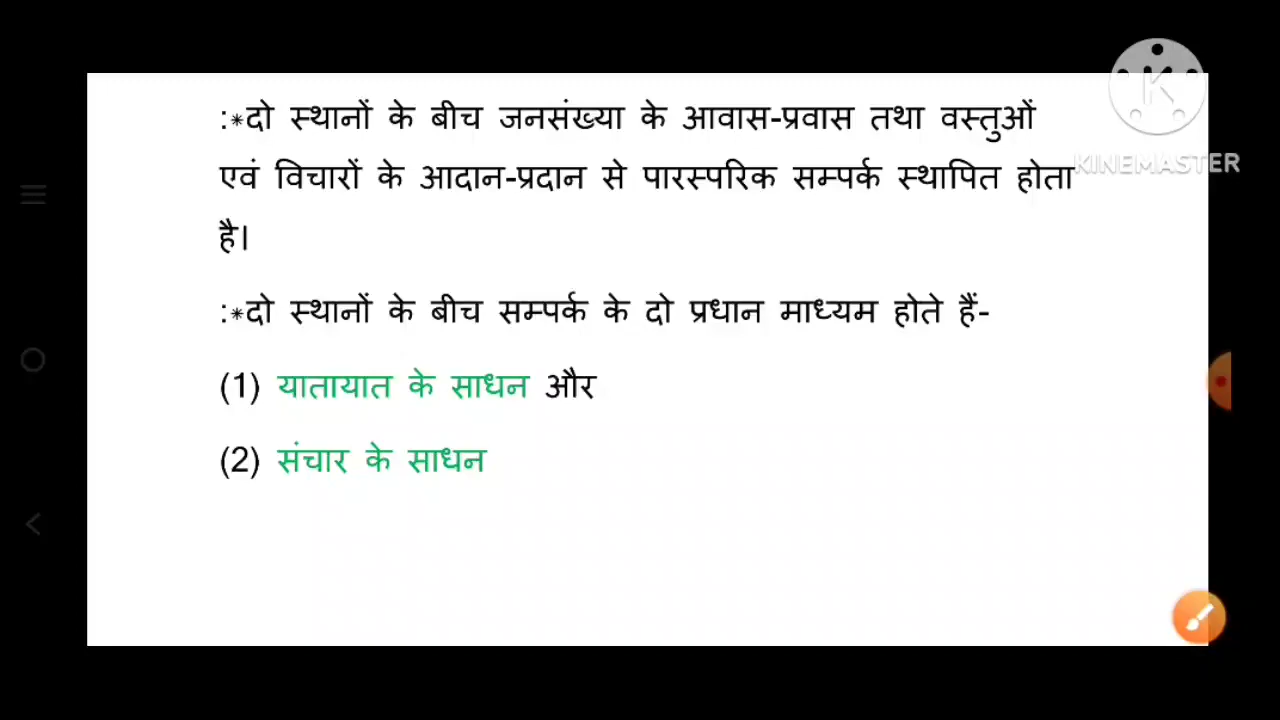 :*दो स्थानों के बीच जनसंख्या के आवास-प्रवास तथा वस्तुओं
एवं विचारों के आदान-प्रदान से पारस्परिक सम्पर्क स्थापित होता
है।
:*दो स्थानों के बीच सम्पर्क के दो प्रधान माध्यम होते हैं-
(1) यातायात के साधन और
(2) संचार के साधन
K
KINEMASTER